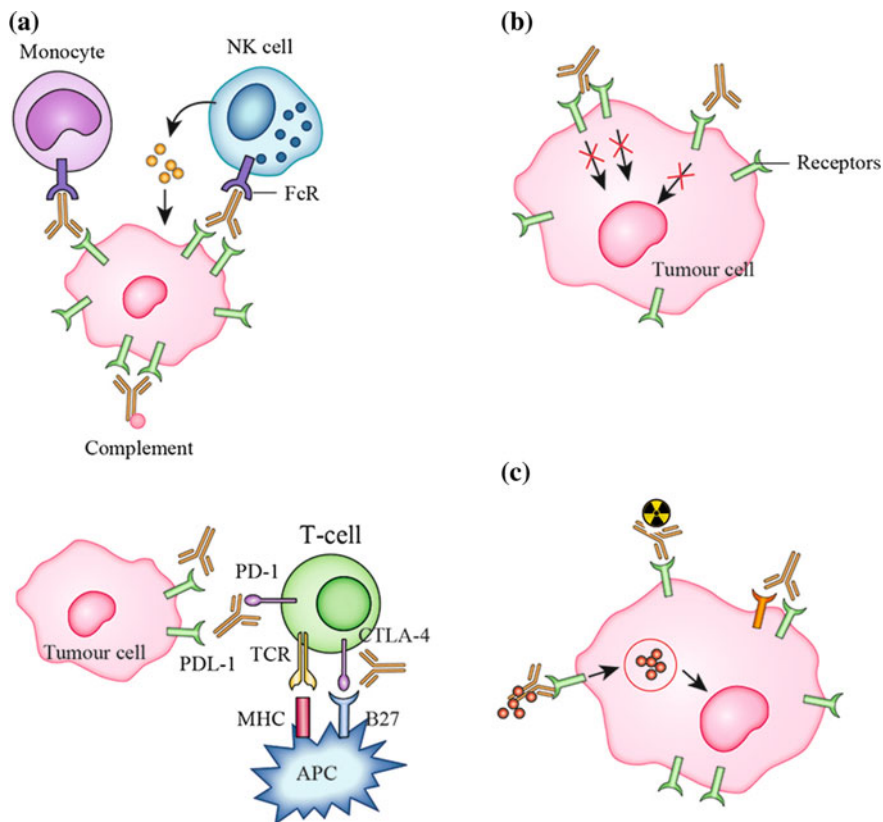 (a)
Monocyte
NK cell
FcR
Complement
(b)
Receptors
Tumour cell
T-cell
PD-1
CTLA-4
Tumour cell
PDL-1
TCR
MHC
B27
APC
(c)